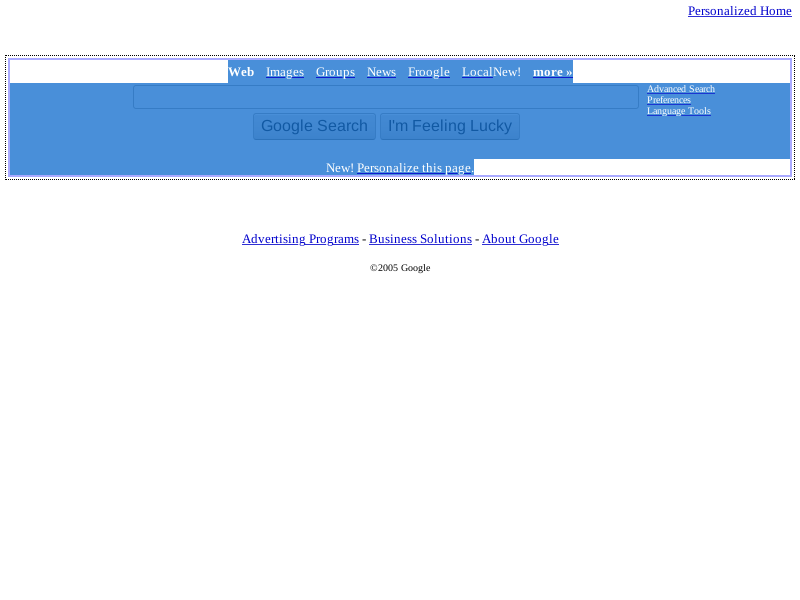 Personalized Home
Web Images Groups News Froogle LocalNew! more »
Advanced Search
Preferences
Language Tools
Google Search I'm Feeling Lucky
New! Personalize this page.
Advertising Programs - Business Solutions - About Google
©2005 Google